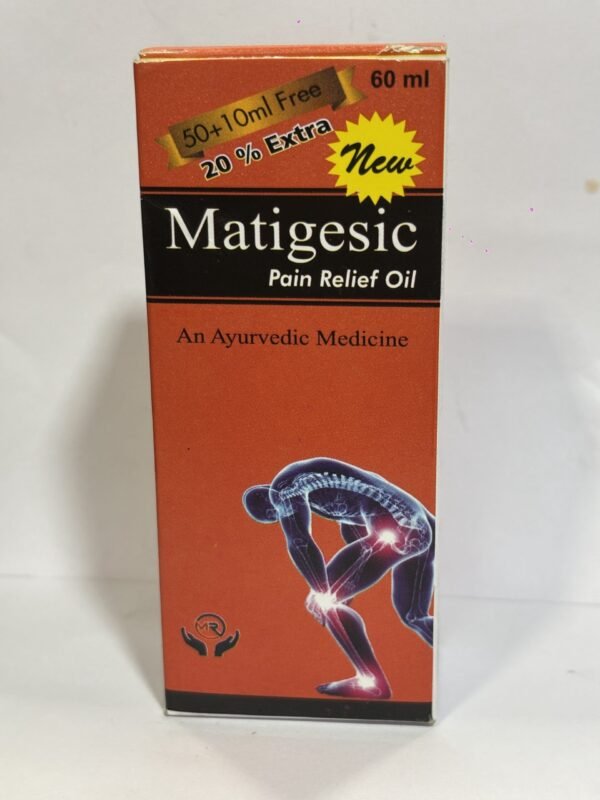 60 ml
50+10ml Free
20 % Extra
New
Matigesic
Pain Relief Oil
An Ayurvedic Medicine
MR